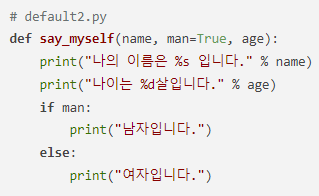 # default2.py
def say_myself(name, man=True, age):
    print("나의 이름은 %s 입니다." % name)
    print("나이는 %d살입니다." % age)
    if man:
        print("남자입니다.")
    else:
        print("여자입니다.")